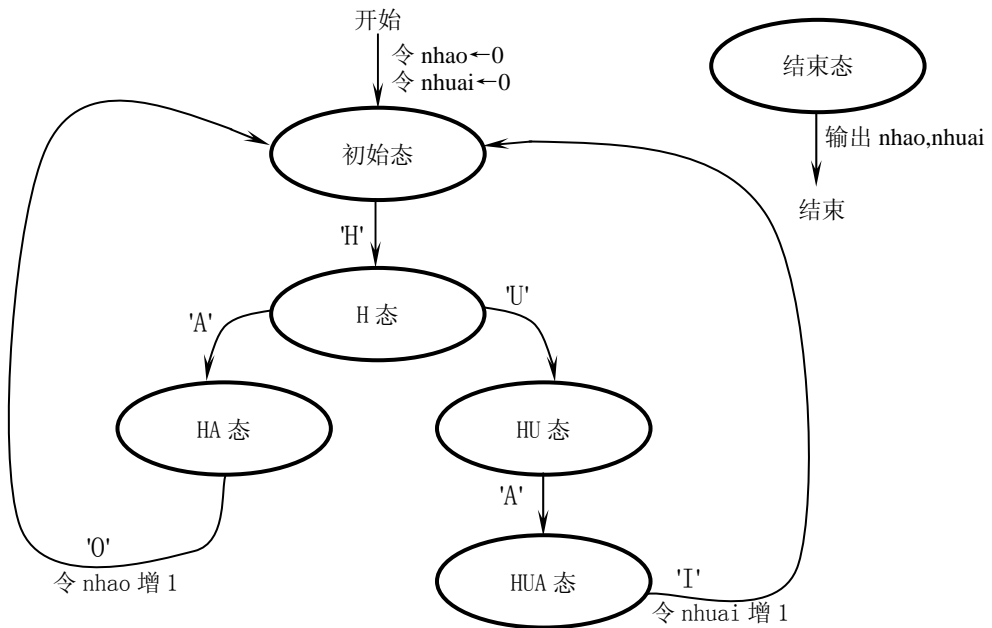 开始
令 nhao←0
令 nhuai←0
结束态
输出 nhao,nhuai
结束
初始态
'H'
H 态
'A'
'U'
HA 态
HU 态
'A'
'O'
令 nhao 增 1
HUA 态
'I'
令 nhuai 增 1